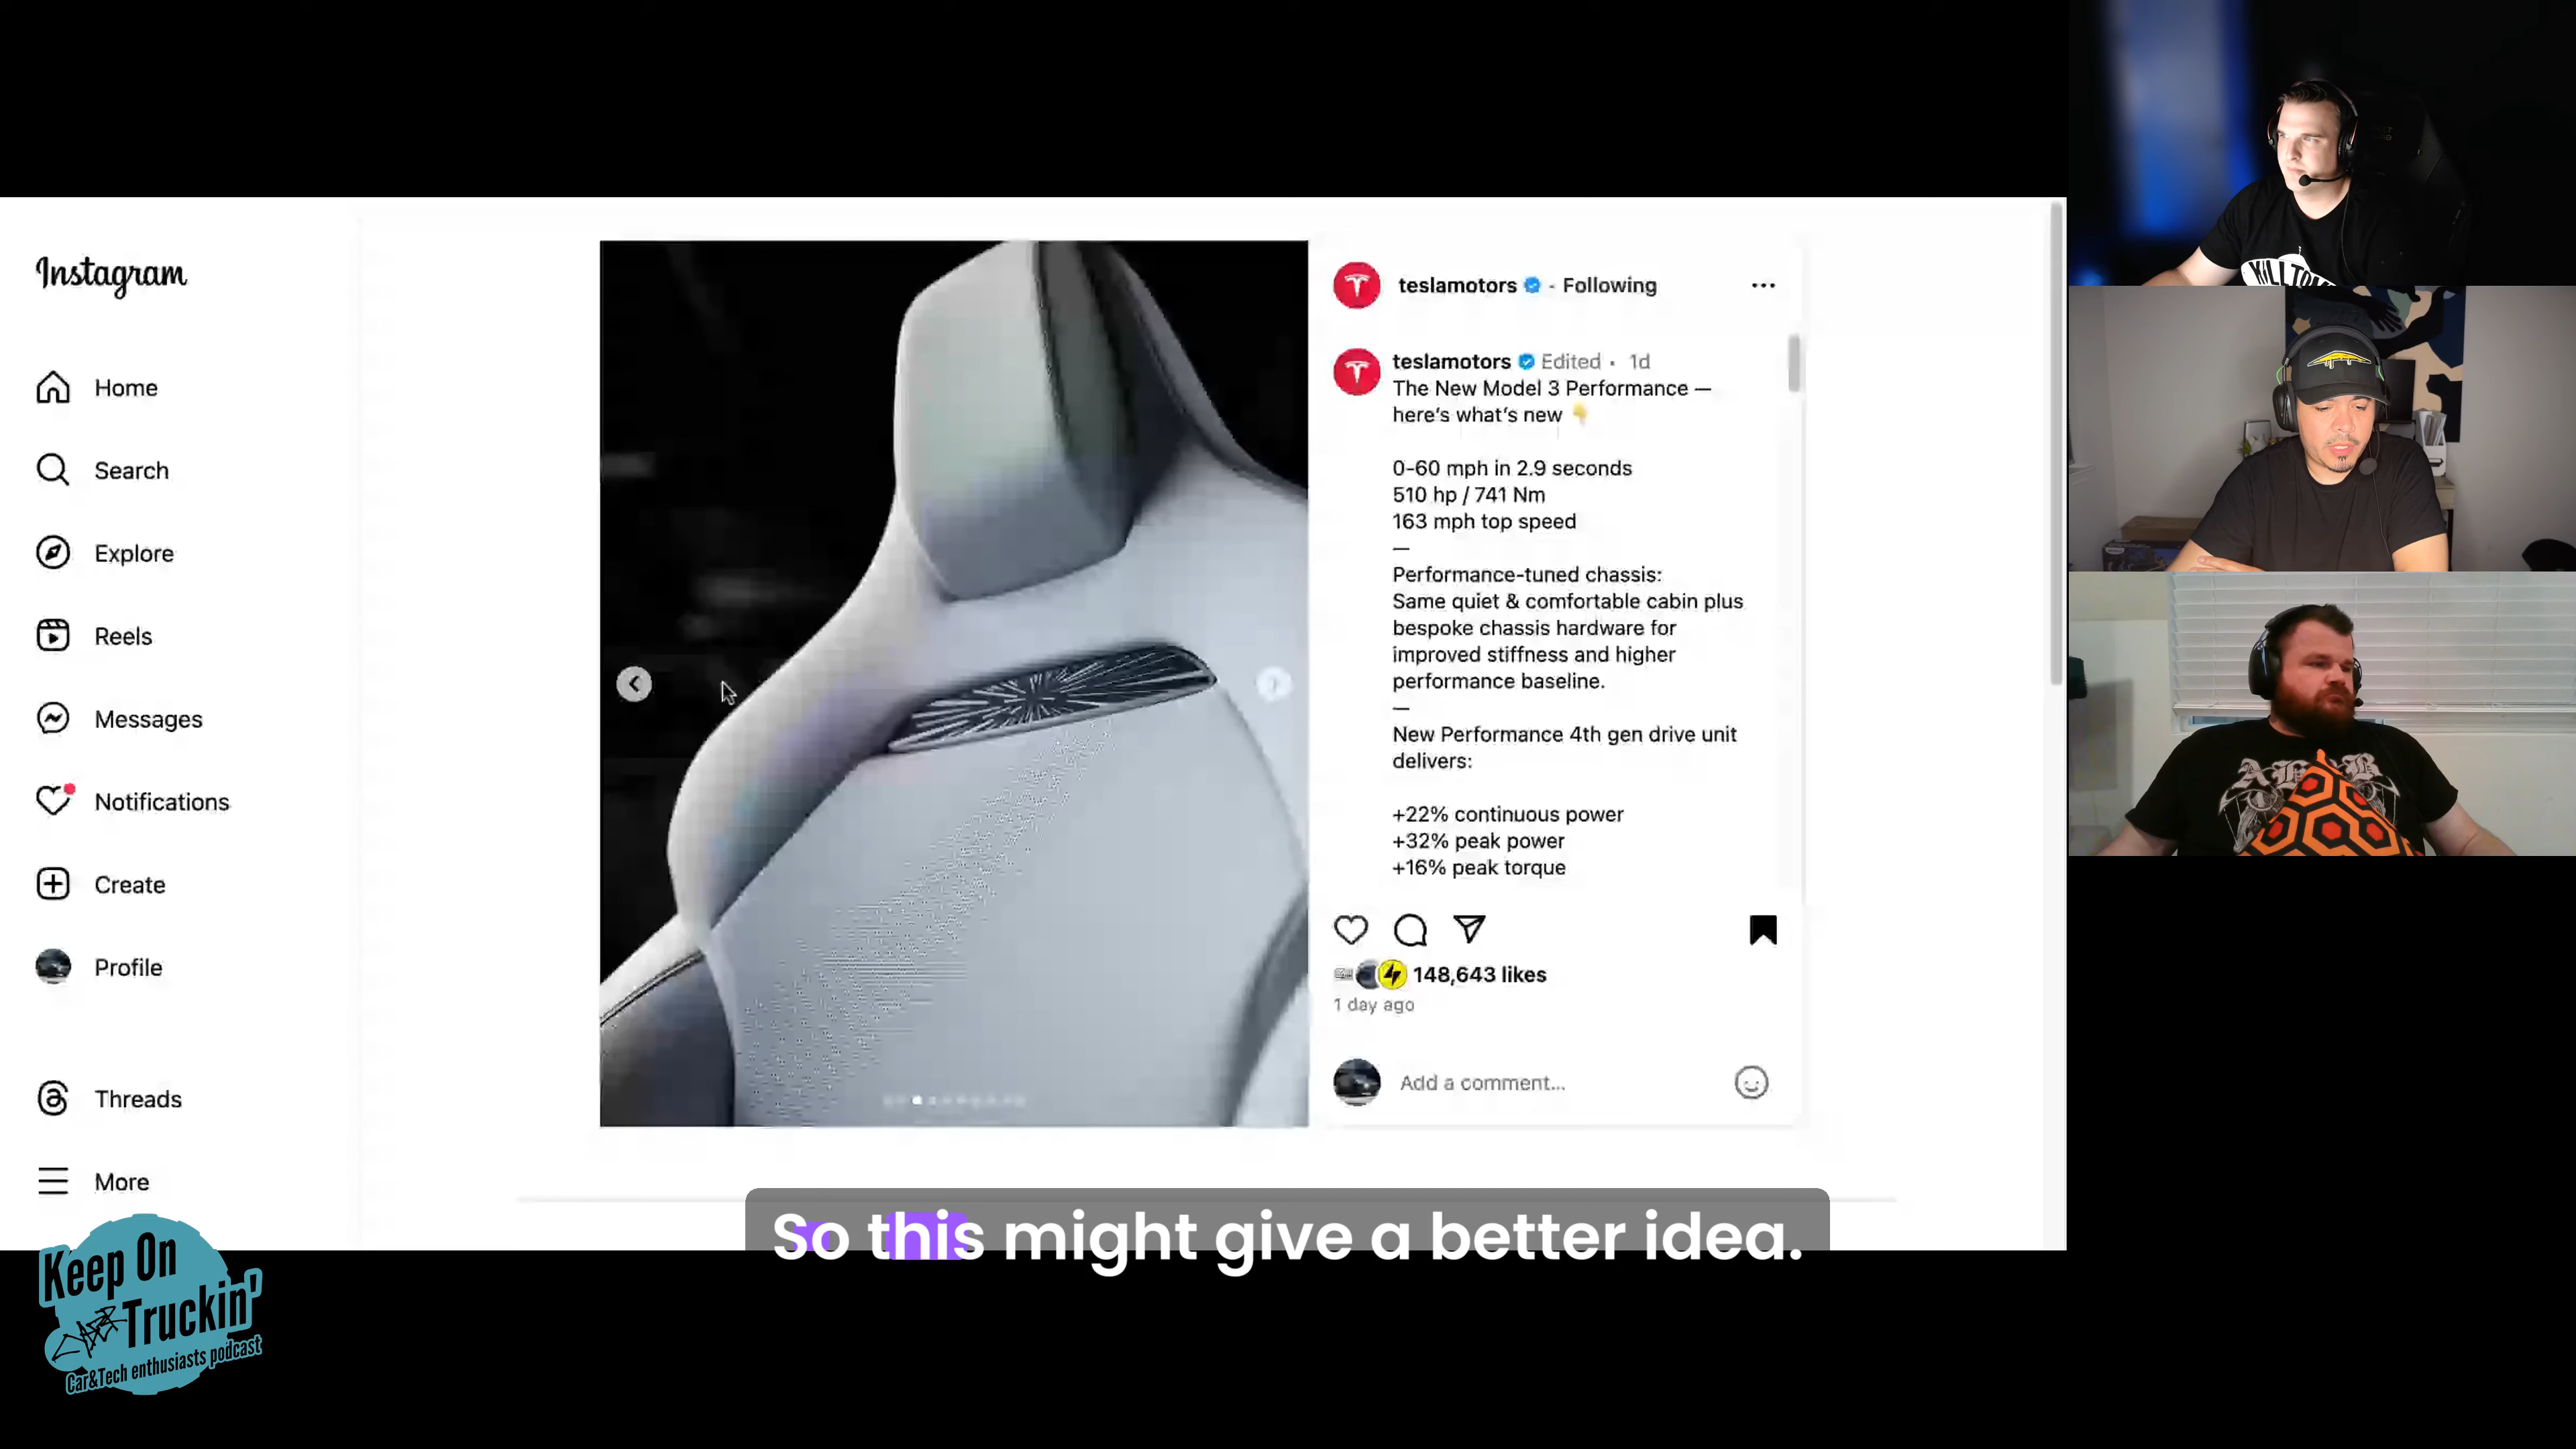 Instagram
Home
Search
Explore
Reels
Messages
Notifications
Create
Profile
Threads
More
teslamotors - Following
teslamotors Edited • 1d
The New Model 3 Performance —
here's what's new 👇
0-60 mph in 2.9 seconds
510 hp / 741 Nm
163 mph top speed
—
Performance-tuned chassis:
Same quiet & comfortable cabin plus
bespoke chassis hardware for
improved stiffness and higher
performance baseline.
—
New Performance 4th gen drive unit
delivers:
+22% continuous power
+32% peak power
+16% peak torque
148,643 likes
1 day ago
Add a comment...
So this might give a better idea.
Keep On
Truckin'
Car&Tech enthusiasts podcast